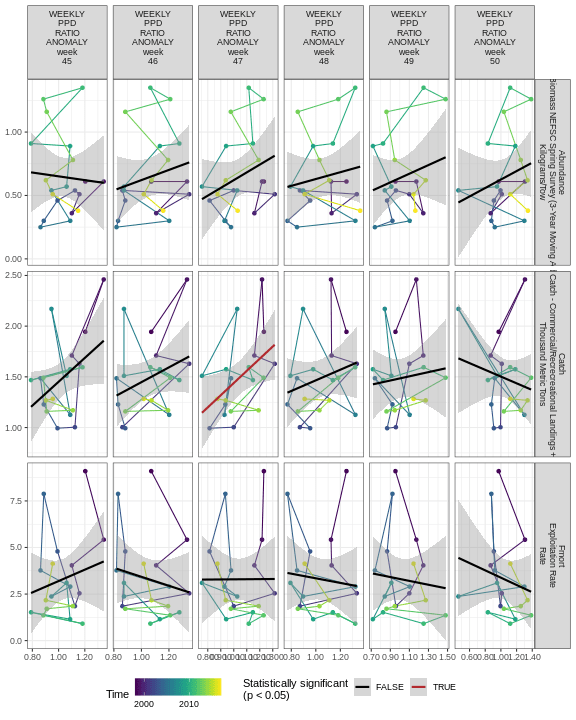 WEEKLY PPD RATIO ANOMALY week 45
WEEKLY PPD RATIO ANOMALY week 46
WEEKLY PPD RATIO ANOMALY week 47
WEEKLY PPD RATIO ANOMALY week 48
WEEKLY PPD RATIO ANOMALY week 49
WEEKLY PPD RATIO ANOMALY week 50
1.00
0.50
0.00
Abundance
Biomass NEFSC Spring Survey (3-Year Moving
Kilograms/Tow
2.50
2.00
1.50
1.00
Catch
Catch - Commercial/Recreational Landings +
Thousand Metric Tons
7.5
5.0
2.5
0.0
Fmort
Exploitation Rate
Rate
0.80 1.00 1.20
0.80 1.00 1.20
0.80 1.30
0.80 1.00 1.20
0.70 0.90 1.10 1.30 1.50
0.60 0.80 1.00 1.20 1.40
Time
2000 2010
Statistically significant
(p < 0.05)
FALSE TRUE